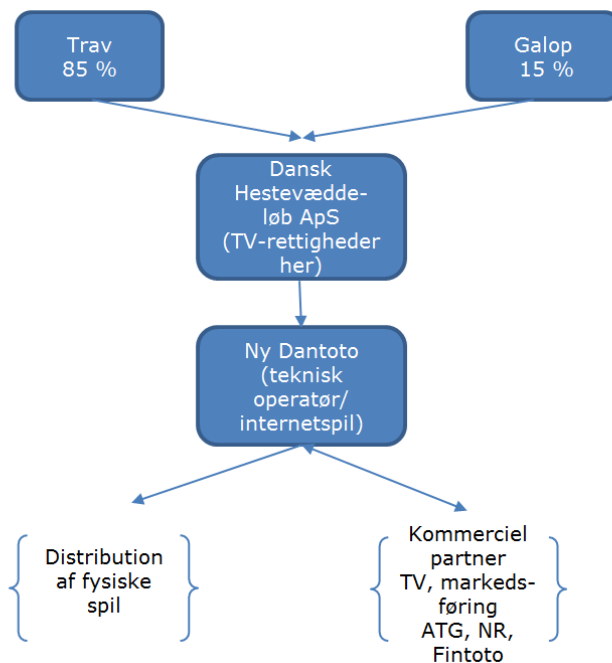 Trav
85 %
Galop
15 %
Dansk
Hestevædde-
løb ApS
(TV-rettigheder
her)
Ny Dantoto
(teknisk
operatør/
internetspil)
Distribution
af fysiske
spil
Kommerciel
partner
TV, markeds-
føring
ATG, NR,
Fintoto